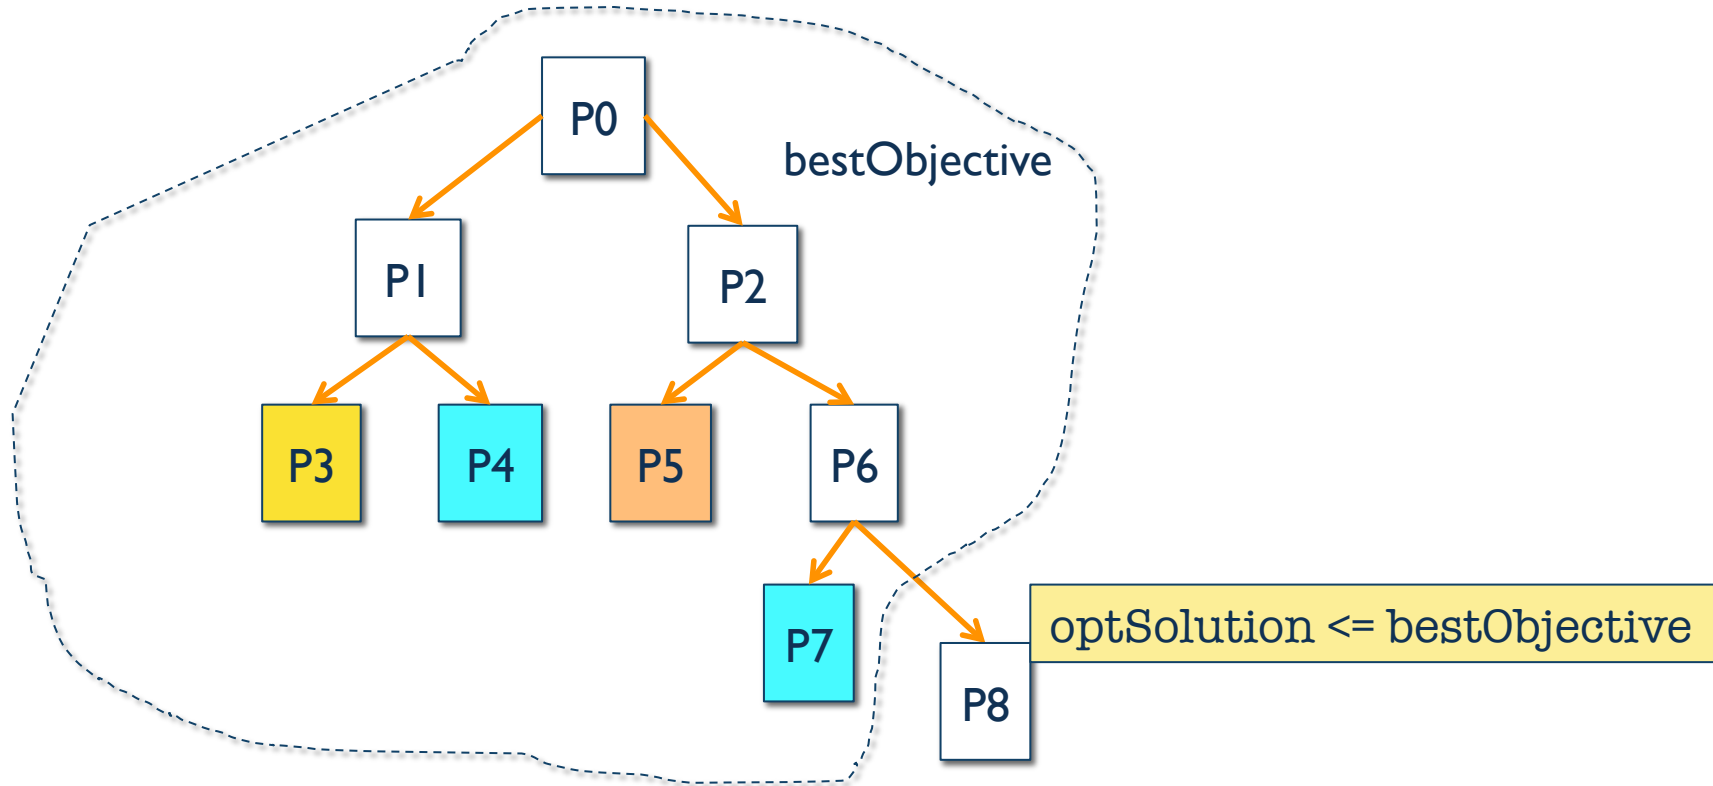 P0
bestObjective
P1
P2
P3
P4
P5
P6
P7
optSolution <= bestObjective
P8